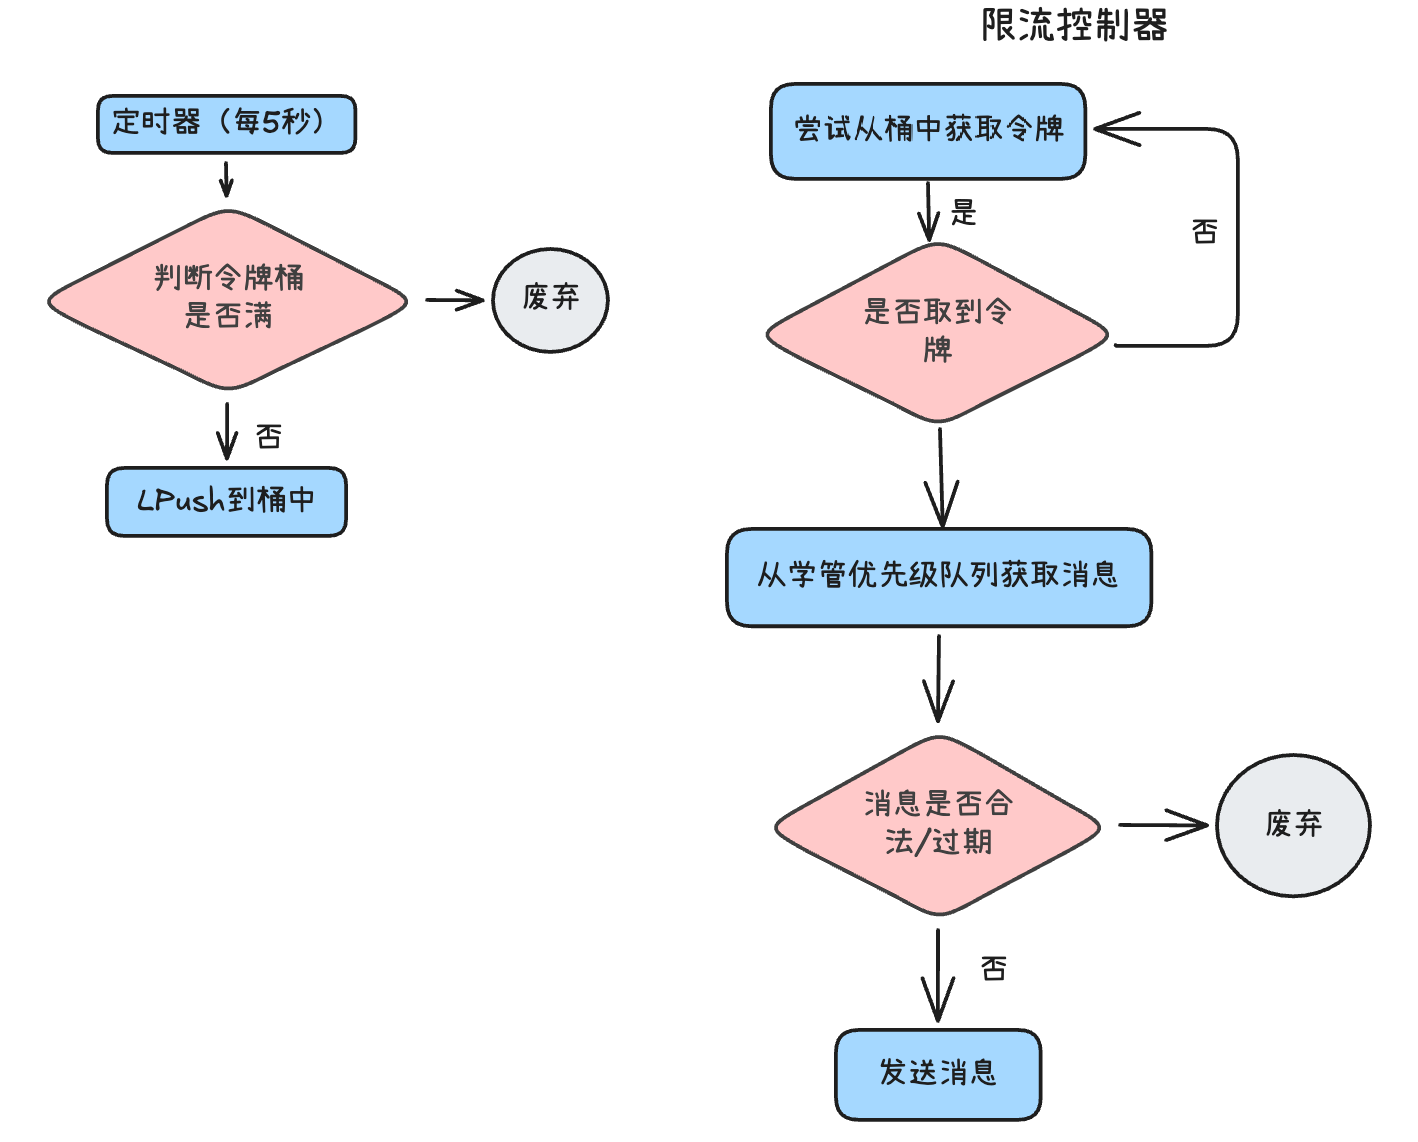 限流控制器
定时器（每5秒）
判断令牌桶
是否满
废弃
否
LPush到桶中
尝试从桶中获取令牌
是
否
是否取到令
牌
从学管优先级队列获取消息
消息是否合
法/过期
废弃
否
发送消息